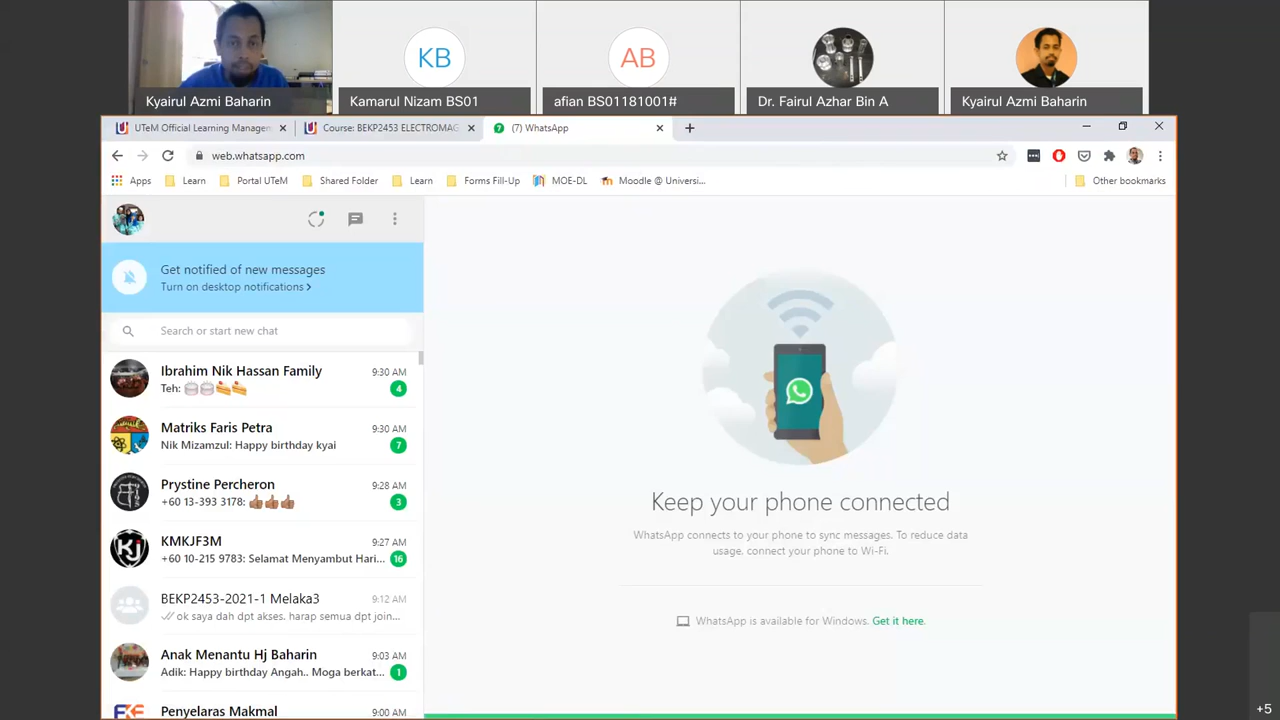 KB
AB
Kyairul Azmi Baharin
Kamarul Nizam BS01
afian BS01181001#
Dr. Fairul Azhar Bin A
Kyairul Azmi Baharin
UTeM Official Learning Managem
Course: BEKP2453 ELECTROMAG
(7) WhatsApp
web.whatsapp.com
Apps
Learn
Portal UTeM
Shared Folder
Learn
Forms Fill-Up
MOE-DL
Moodle @ Universi...
Other bookmarks
Get notified of new messages
Turn on desktop notifications >
Search or start new chat
Ibrahim Nik Hassan Family 9:30 AM
Teh: 🎂🎂🍰🍰 4
Matriks Faris Petra 9:30 AM
Nik Mizamzul: Happy birthday kyai 7
Prystine Percheron 9:28 AM
+60 13-393 3178: 👍🏽👍🏽👍🏽 3
KMKJF3M 9:27 AM
+60 10-215 9783: Selamat Menyambut Hari... 16
BEKP2453-2021-1 Melaka3 9:12 AM
ok saya dah dpt akses. harap semua dpt join...
Anak Menantu Hj Baharin 9:03 AM
Adik: Happy birthday Angah.. Moga berkat... 1
Penyelaras Makmal 9:00 AM
Keep your phone connected
WhatsApp connects to your phone to sync messages. To reduce data
usage, connect your phone to Wi-Fi.
WhatsApp is available for Windows. Get it here.
+5